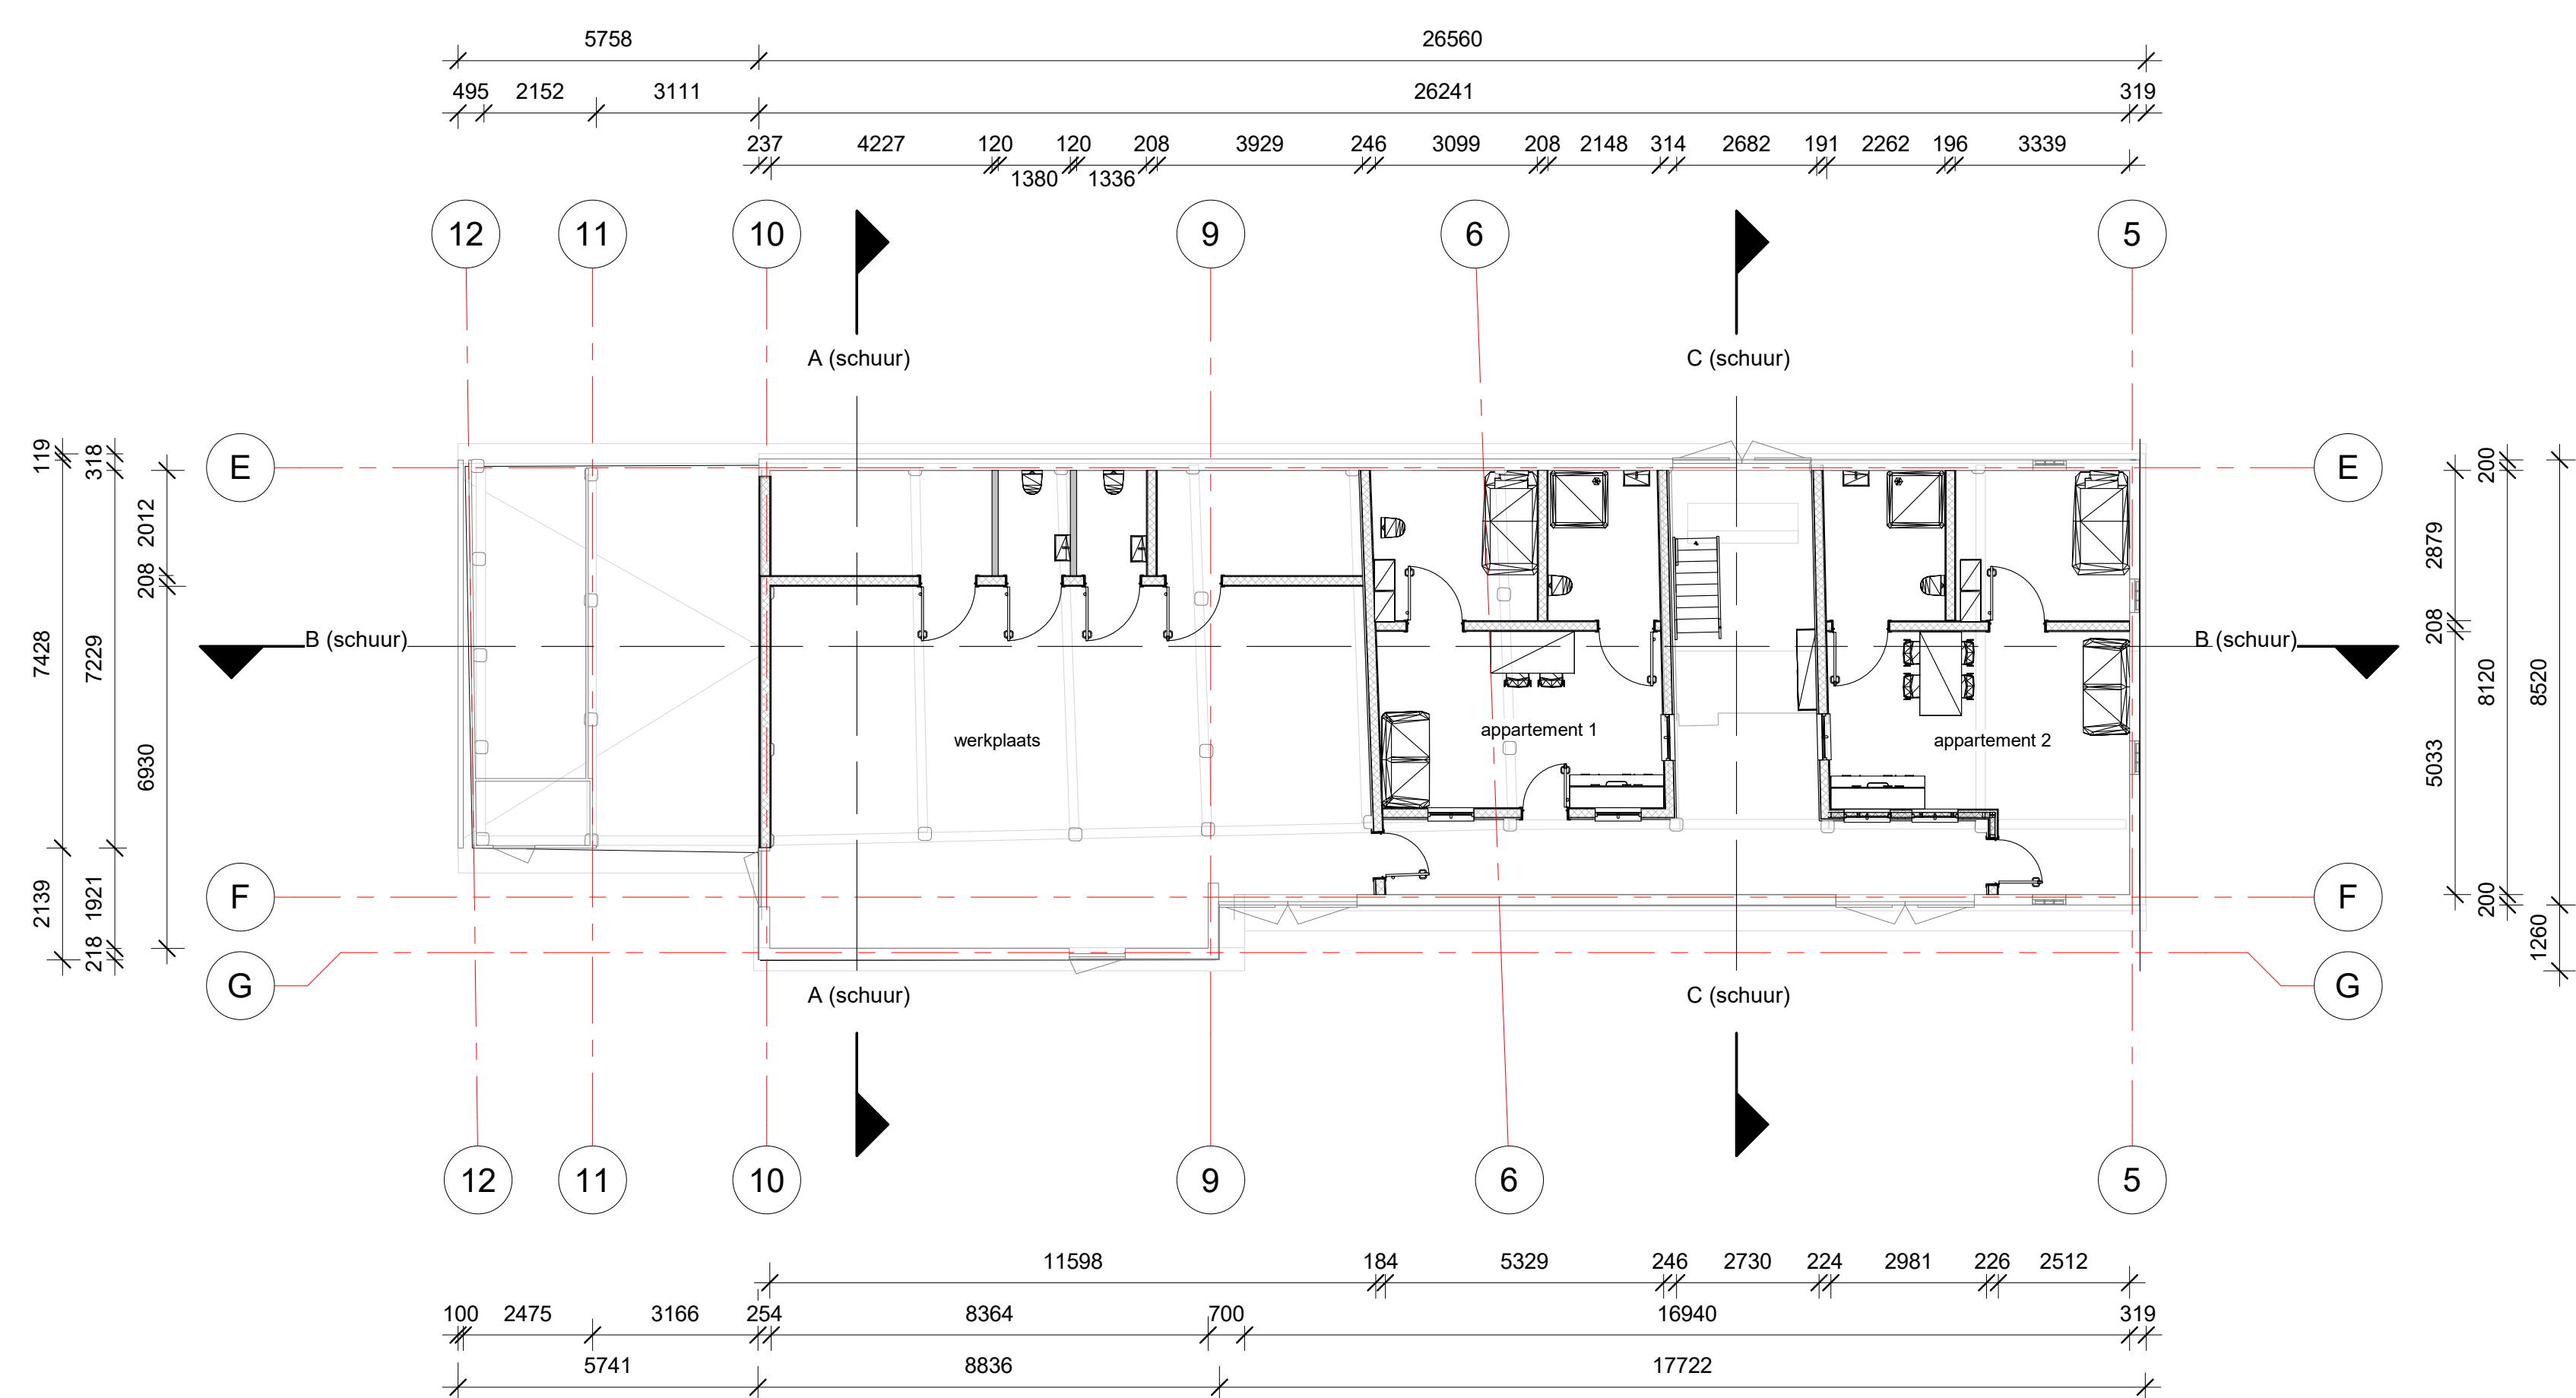 5758 26560
495 2152 3111 26241 319
237 4227 120 120 208 3929 246 3099 208 2148 314 2682 191 2262 196 3339
1380 1336
12 11 10 9 6 5
A (schuur) C (schuur)
E E
119 318 2012 208 7428 7229 6930
200 2879 208 8120 8520 5033
B (schuur) B (schuur)
werkplaats appartement 1 appartement 2
F F
2139 1921 218
200 1260
G G
A (schuur) C (schuur)
12 11 10 9 6 5
11598 184 5329 246 2730 224 2981 226 2512
100 2475 3166 254 8364 700 16940 319
5741 8836 17722